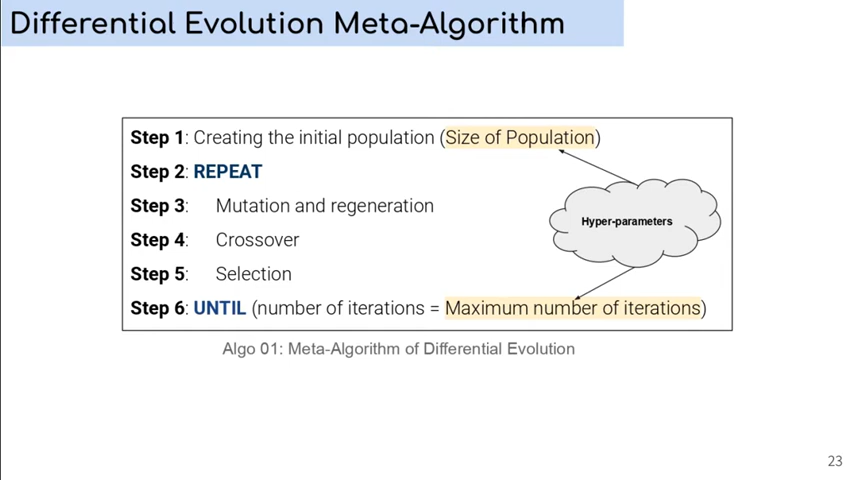 Differential Evolution Meta-Algorithm
Step 1: Creating the initial population (Size of Population)
Step 2: REPEAT
Step 3: Mutation and regeneration
Hyper-parameters
Step 4: Crossover
Step 5: Selection
Step 6: UNTIL (number of iterations = Maximum number of iterations)
Algo 01: Meta-Algorithm of Differential Evolution
23